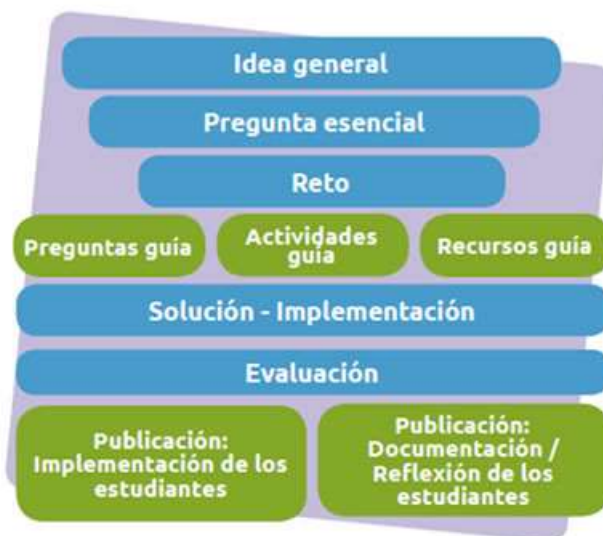 Idea general
Pregunta esencial
Reto
Preguntas guía
Actividades
guía
Recursos guía
Solución - Implementación
Evaluación
Publicación:
Implementación de los
estudiantes
Publicación:
Documentación /
Reflexión de los
estudiantes